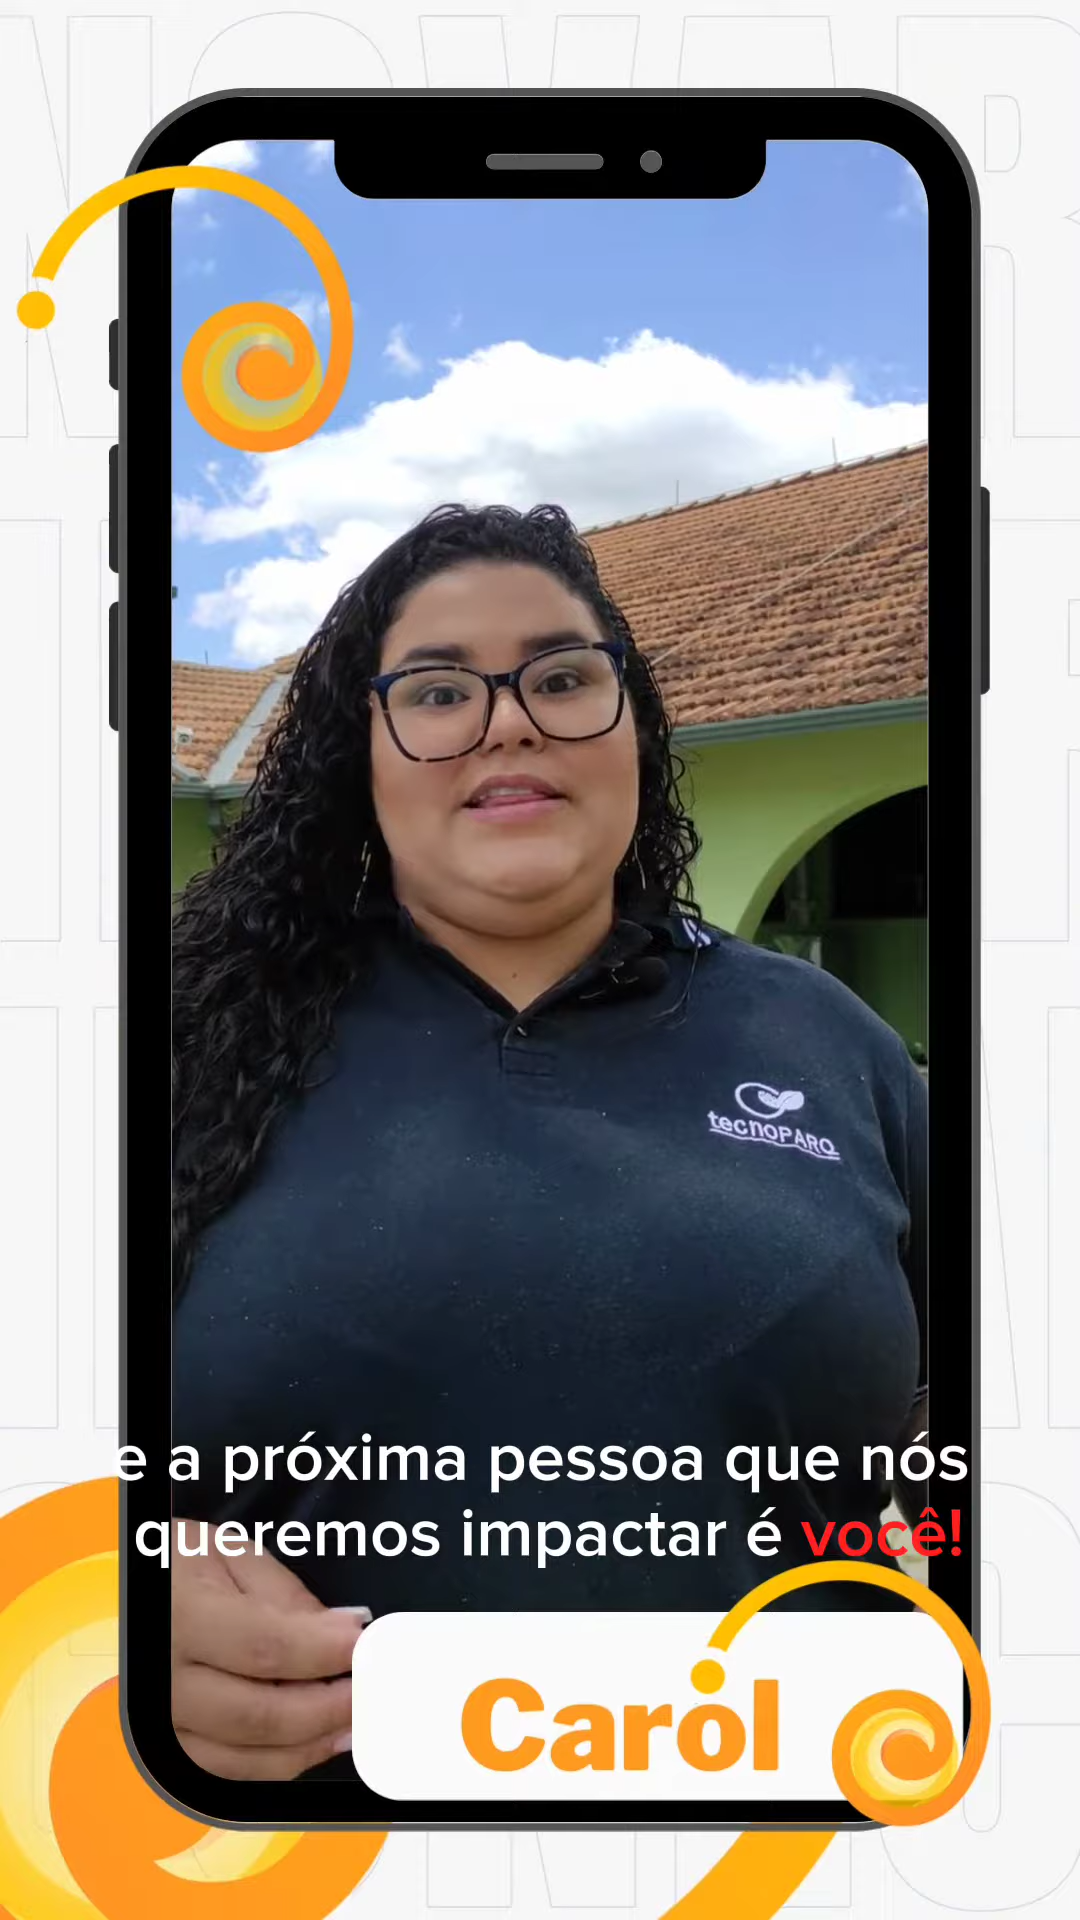 tecnoPARQ
e a próxima pessoa que nós
queremos impactar é você!
Carol